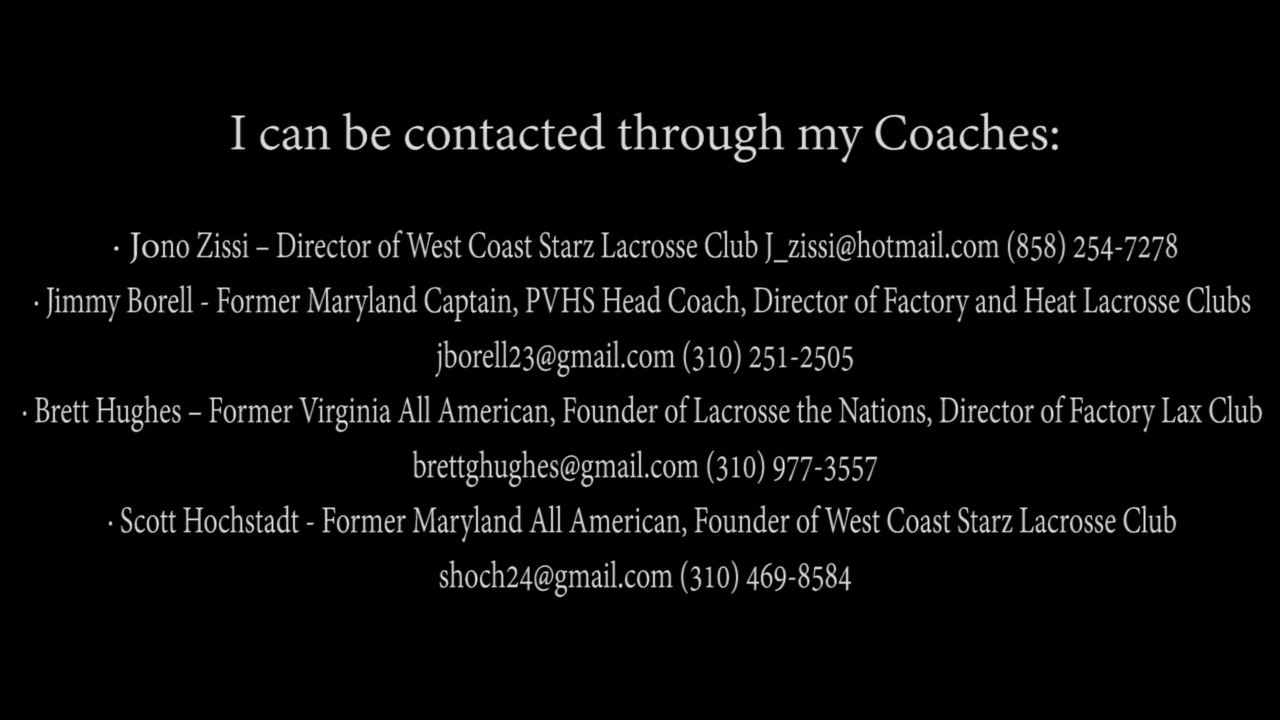 I can be contacted through my Coaches:
· Jono Zissi – Director of West Coast Starz Lacrosse Club J_zissi@hotmail.com (858) 254-7278
· Jimmy Borell - Former Maryland Captain, PVHS Head Coach, Director of Factory and Heat Lacrosse Clubs
jborell23@gmail.com (310) 251-2505
· Brett Hughes – Former Virginia All American, Founder of Lacrosse the Nations, Director of Factory Lax Club
brettghughes@gmail.com (310) 977-3557
· Scott Hochstadt - Former Maryland All American, Founder of West Coast Starz Lacrosse Club
shoch24@gmail.com (310) 469-8584